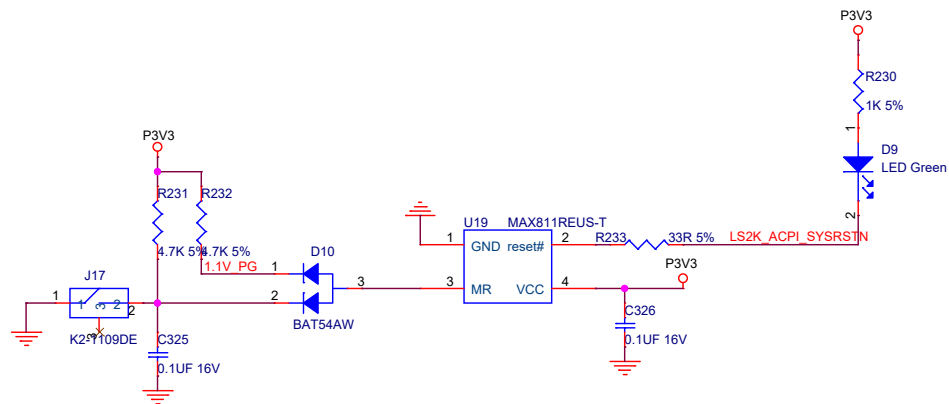 P3V3
R230
1K 5%
1
D9
LED Green
2
P3V3
R231
R232
4.7K 5%
4.7K 5%
1.1V_PG
D10
1
2
3
BAT54AW
J17
1
1
3
2
2
3
K2-1109DE
C325
0.1UF 16V
U19
MAX811REUS-T
1
GND
reset#
2
3
MR
VCC
4
R233
33R 5%
LS2K_ACPI_SYSRSTN
P3V3
C326
0.1UF 16V